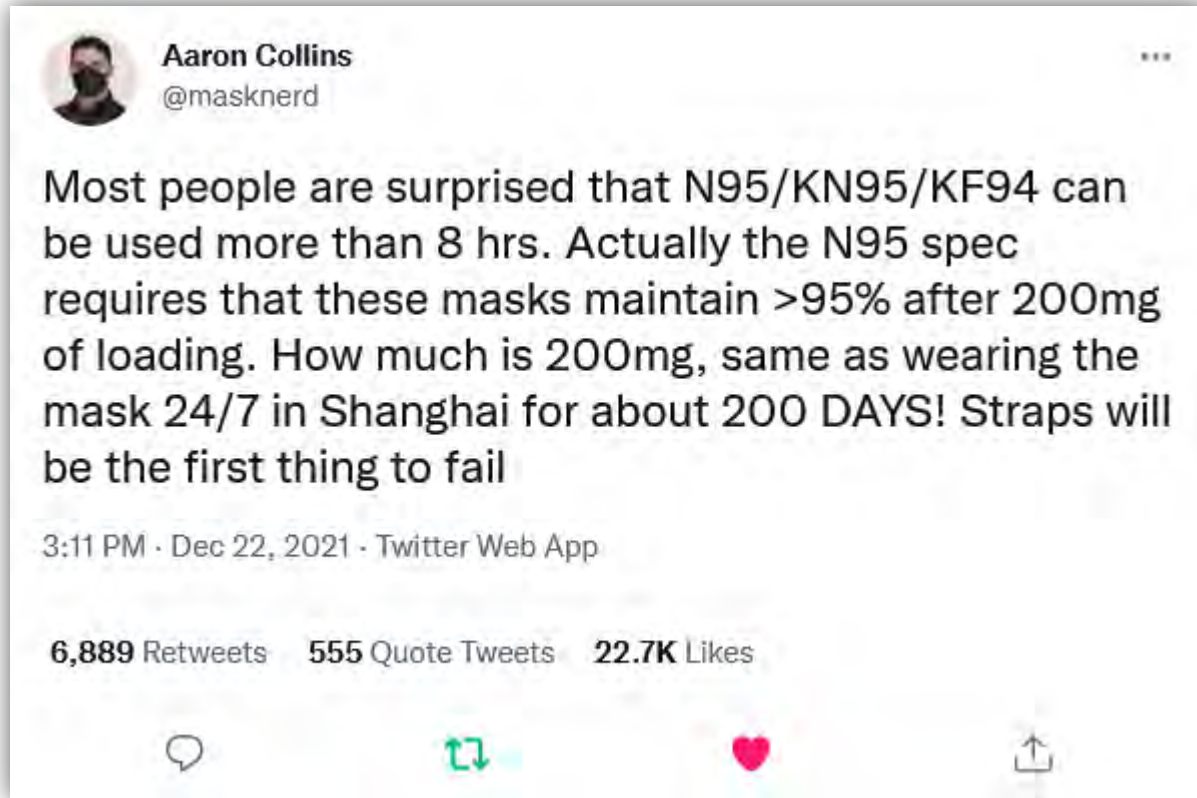 Aaron Collins
@masknerd
Most people are surprised that N95/KN95/KF94 can
be used more than 8 hrs. Actually the N95 spec
requires that these masks maintain >95% after 200mg
of loading. How much is 200mg, same as wearing the
mask 24/7 in Shanghai for about 200 DAYS! Straps will
be the first thing to fail
3:11 PM · Dec 22, 2021 · Twitter Web App
6,889 Retweets 555 Quote Tweets 22.7K Likes